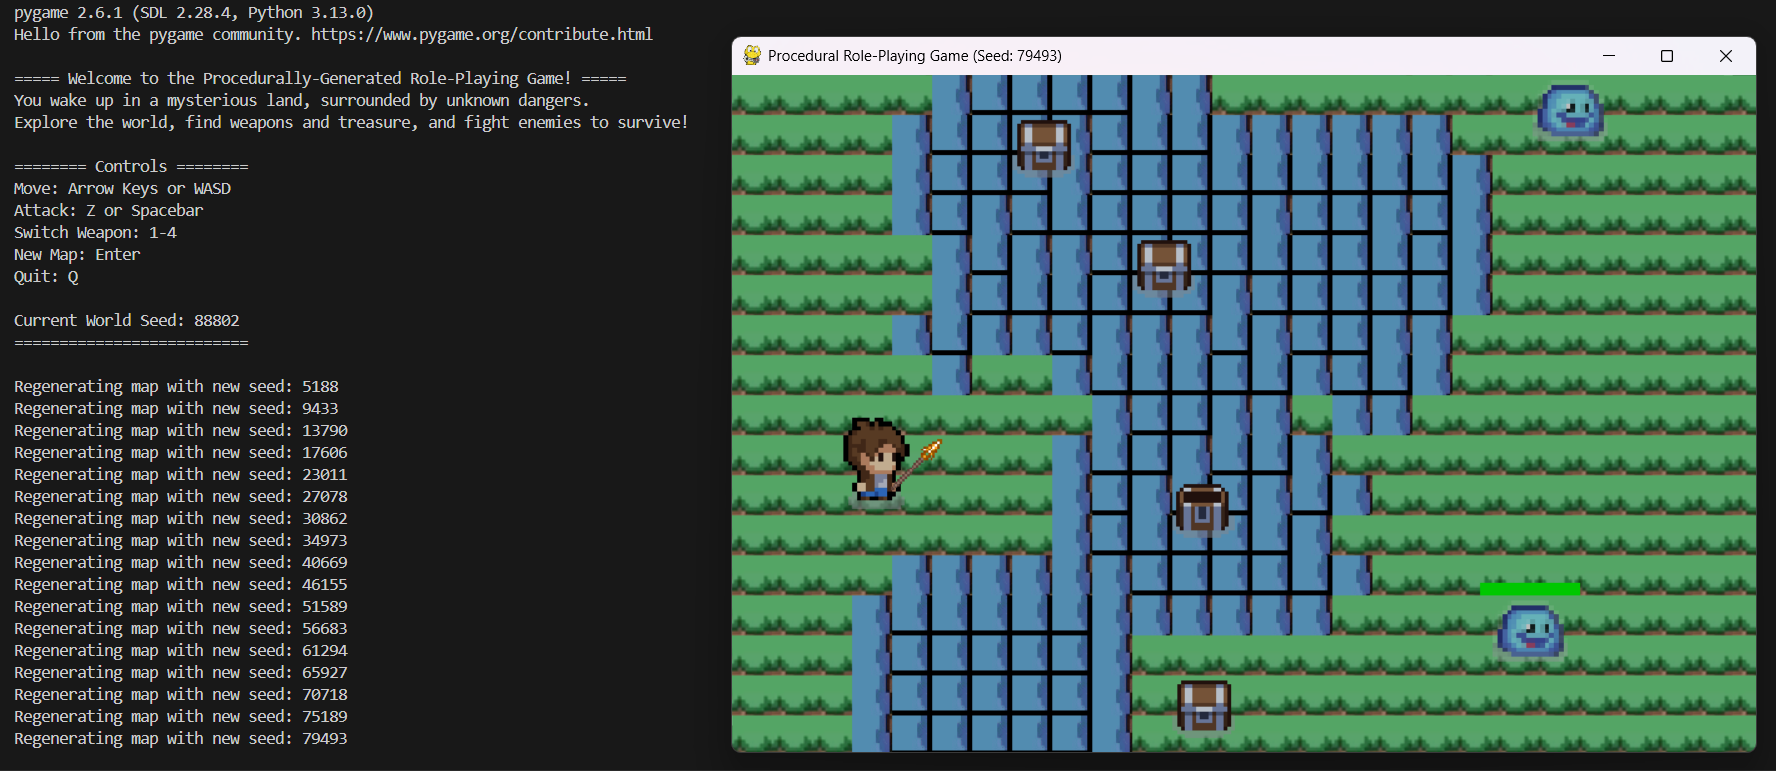 pygame 2.6.1 (SDL 2.28.4, Python 3.13.0)
Hello from the pygame community. https://www.pygame.org/contribute.html
===== Welcome to the Procedurally-Generated Role-Playing Game! =====
You wake up in a mysterious land, surrounded by unknown dangers.
Explore the world, find weapons and treasure, and fight enemies to survive!
======== Controls ========
Move: Arrow Keys or WASD
Attack: Z or Spacebar
Switch Weapon: 1-4
New Map: Enter
Quit: Q
Current World Seed: 88802
==========================
Regenerating map with new seed: 5188
Regenerating map with new seed: 9433
Regenerating map with new seed: 13790
Regenerating map with new seed: 17606
Regenerating map with new seed: 23011
Regenerating map with new seed: 27078
Regenerating map with new seed: 30862
Regenerating map with new seed: 34973
Regenerating map with new seed: 40669
Regenerating map with new seed: 46155
Regenerating map with new seed: 51589
Regenerating map with new seed: 56683
Regenerating map with new seed: 61294
Regenerating map with new seed: 65927
Regenerating map with new seed: 70718
Regenerating map with new seed: 75189
Regenerating map with new seed: 79493
Procedural Role-Playing Game (Seed: 79493)